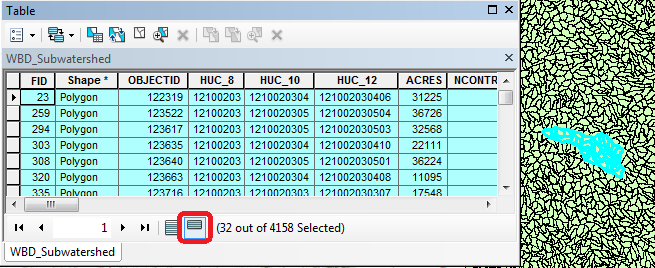 Table
WBD_Subwatershed
FID Shape * OBJECTID HUC_8 HUC_10 HUC_12 ACRES NCONTR
23 Polygon 122319 12100203 1210020304 121002030406 31225
259 Polygon 123522 12100203 1210020305 121002030504 36726
294 Polygon 123617 12100203 1210020305 121002030503 32568
303 Polygon 123635 12100203 1210020304 121002030410 22111
308 Polygon 123640 12100203 1210020305 121002030501 36224
320 Polygon 123663 12100203 1210020304 121002030408 11095
335 Polygon 123716 12100203 1210020303 121002030307 17548
1 (32 out of 4158 Selected)
WBD_Subwatershed